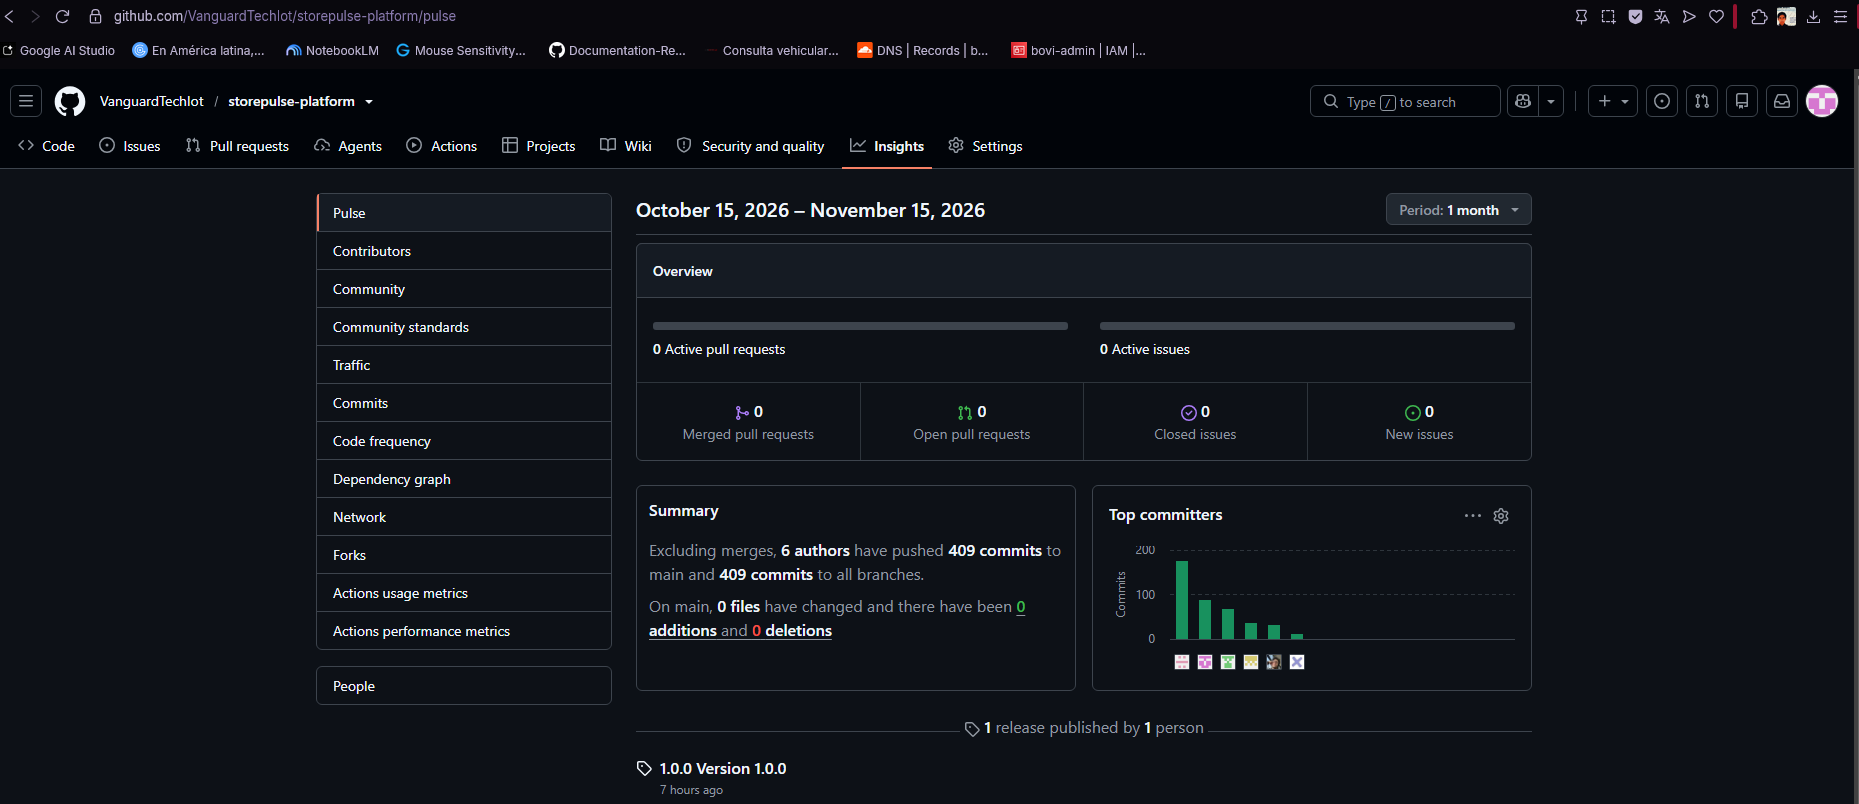 github.com/VanguardTechIot/storepulse-platform/pulse
Google AI Studio
En América latina,...
NotebookLM
Mouse Sensitivity...
Documentation-Re...
Consulta vehicular...
DNS | Records | b...
bovi-admin | IAM |...
VanguardTechIot / storepulse-platform
Type / to search
Code
Issues
Pull requests
Agents
Actions
Projects
Wiki
Security and quality
Insights
Settings
Pulse
Contributors
Community
Community standards
Traffic
Commits
Code frequency
Dependency graph
Network
Forks
Actions usage metrics
Actions performance metrics
People
October 15, 2026 – November 15, 2026
Period: 1 month
Overview
0 Active pull requests
0 Active issues
0
Merged pull requests
0
Open pull requests
0
Closed issues
0
New issues
Summary
Excluding merges, 6 authors have pushed 409 commits to
main and 409 commits to all branches.
On main, 0 files have changed and there have been 0
additions and 0 deletions
Top committers
Commits
200
100
0
1 release published by 1 person
1.0.0 Version 1.0.0
7 hours ago